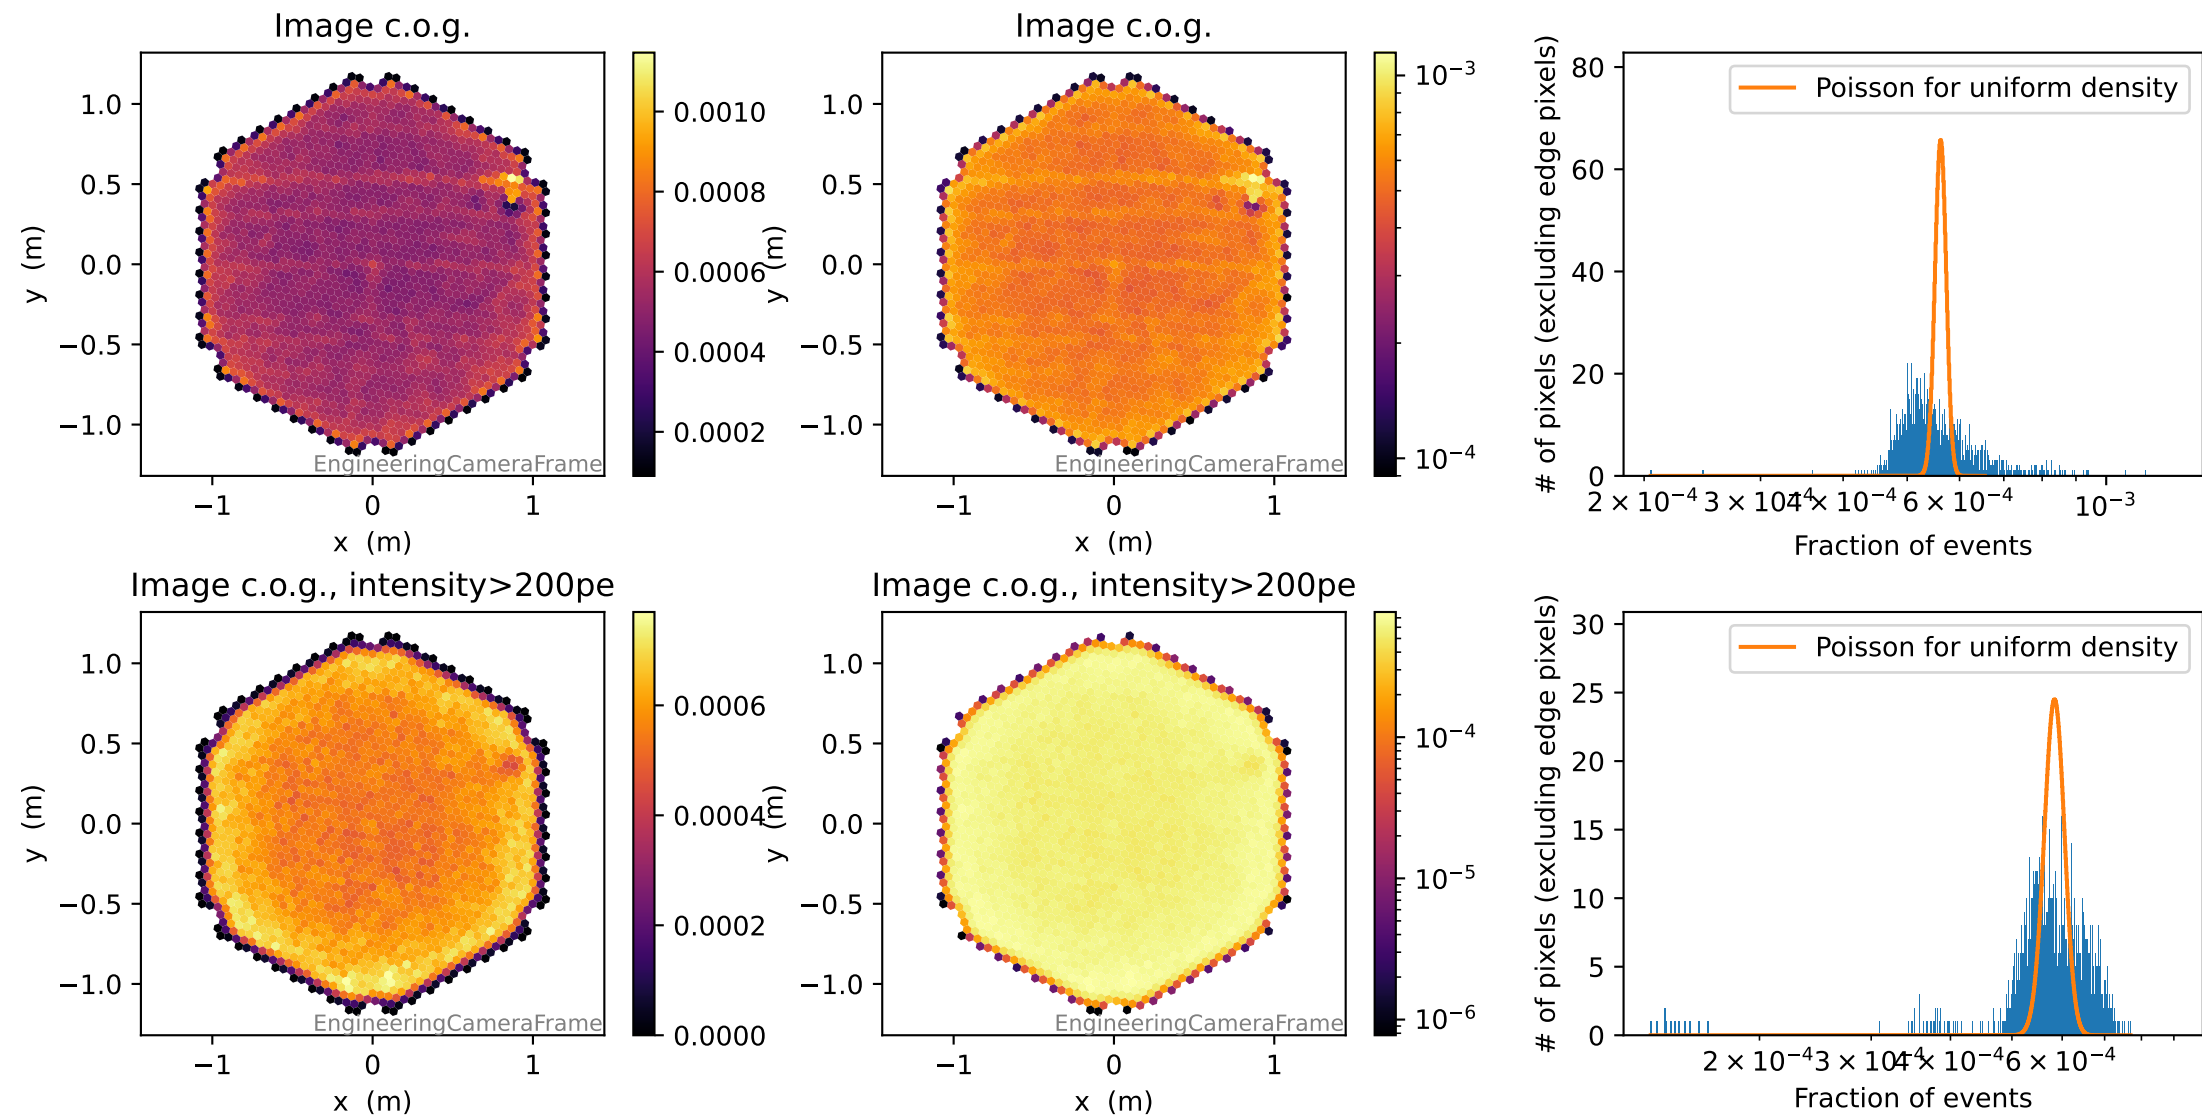 Image c.o.g.
1.0
0.5
0.0
−0.5
−1.0
y (m)
−1
0
1
x (m)
EngineeringCameraFrame
0.0010
0.0008
0.0006
0.0004
0.0002
Image c.o.g.
1.0
0.5
0.0
−0.5
−1.0
y (m)
−1
0
1
x (m)
EngineeringCameraFrame
10⁻³
10⁻⁴
Poisson for uniform density
80
60
40
20
0
# of pixels (excluding edge pixels)
2 × 10⁻⁴
3 × 10⁻⁴
4 × 10⁻⁴
6 × 10⁻⁴
10⁻³
Fraction of events
Image c.o.g., intensity>200pe
1.0
0.5
0.0
−0.5
−1.0
y (m)
−1
0
1
x (m)
EngineeringCameraFrame
0.0006
0.0004
0.0002
0.0000
Image c.o.g., intensity>200pe
1.0
0.5
0.0
−0.5
−1.0
y (m)
−1
0
1
x (m)
EngineeringCameraFrame
10⁻⁴
10⁻⁵
10⁻⁶
Poisson for uniform density
30
25
20
15
10
5
0
# of pixels (excluding edge pixels)
2 × 10⁻⁴
3 × 10⁻⁴
4 × 10⁻⁴
6 × 10⁻⁴
Fraction of events